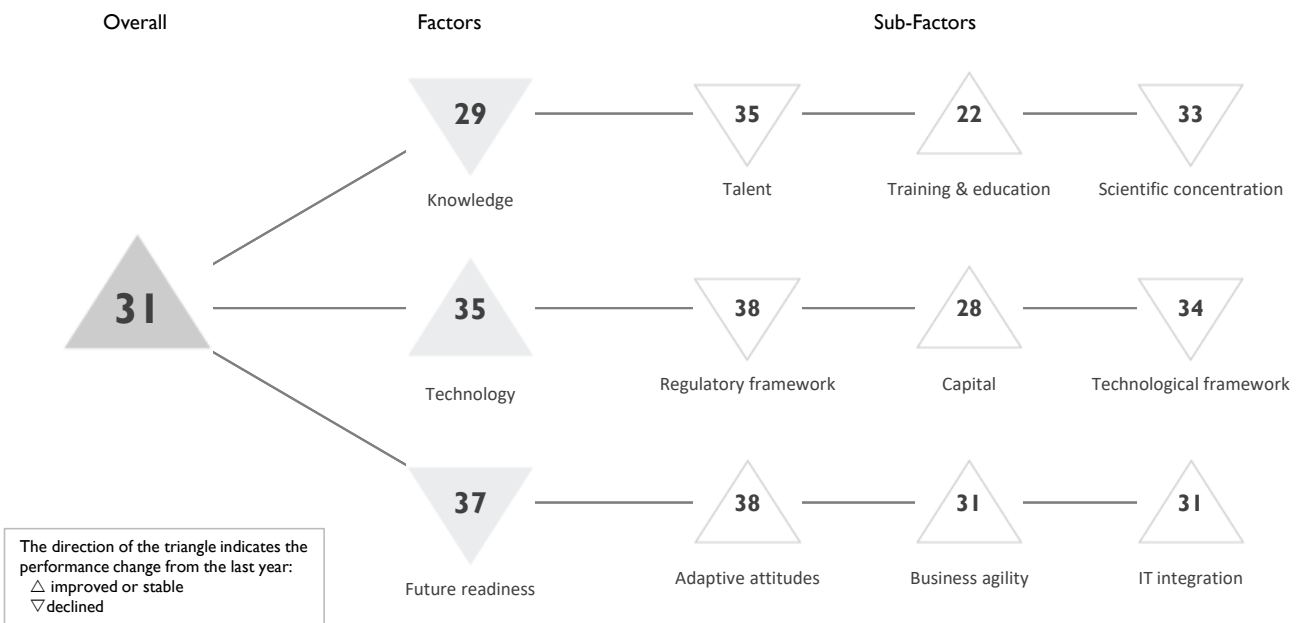 Overall Factors Sub-Factors
29 35 22 33
Knowledge Talent Training & education Scientific concentration
31 35 38 28 34
Technology Regulatory framework Capital Technological framework
37 38 31 31
Future readiness Adaptive attitudes Business agility IT integration
The direction of the triangle indicates the
performance change from the last year:
△ improved or stable
▽ declined